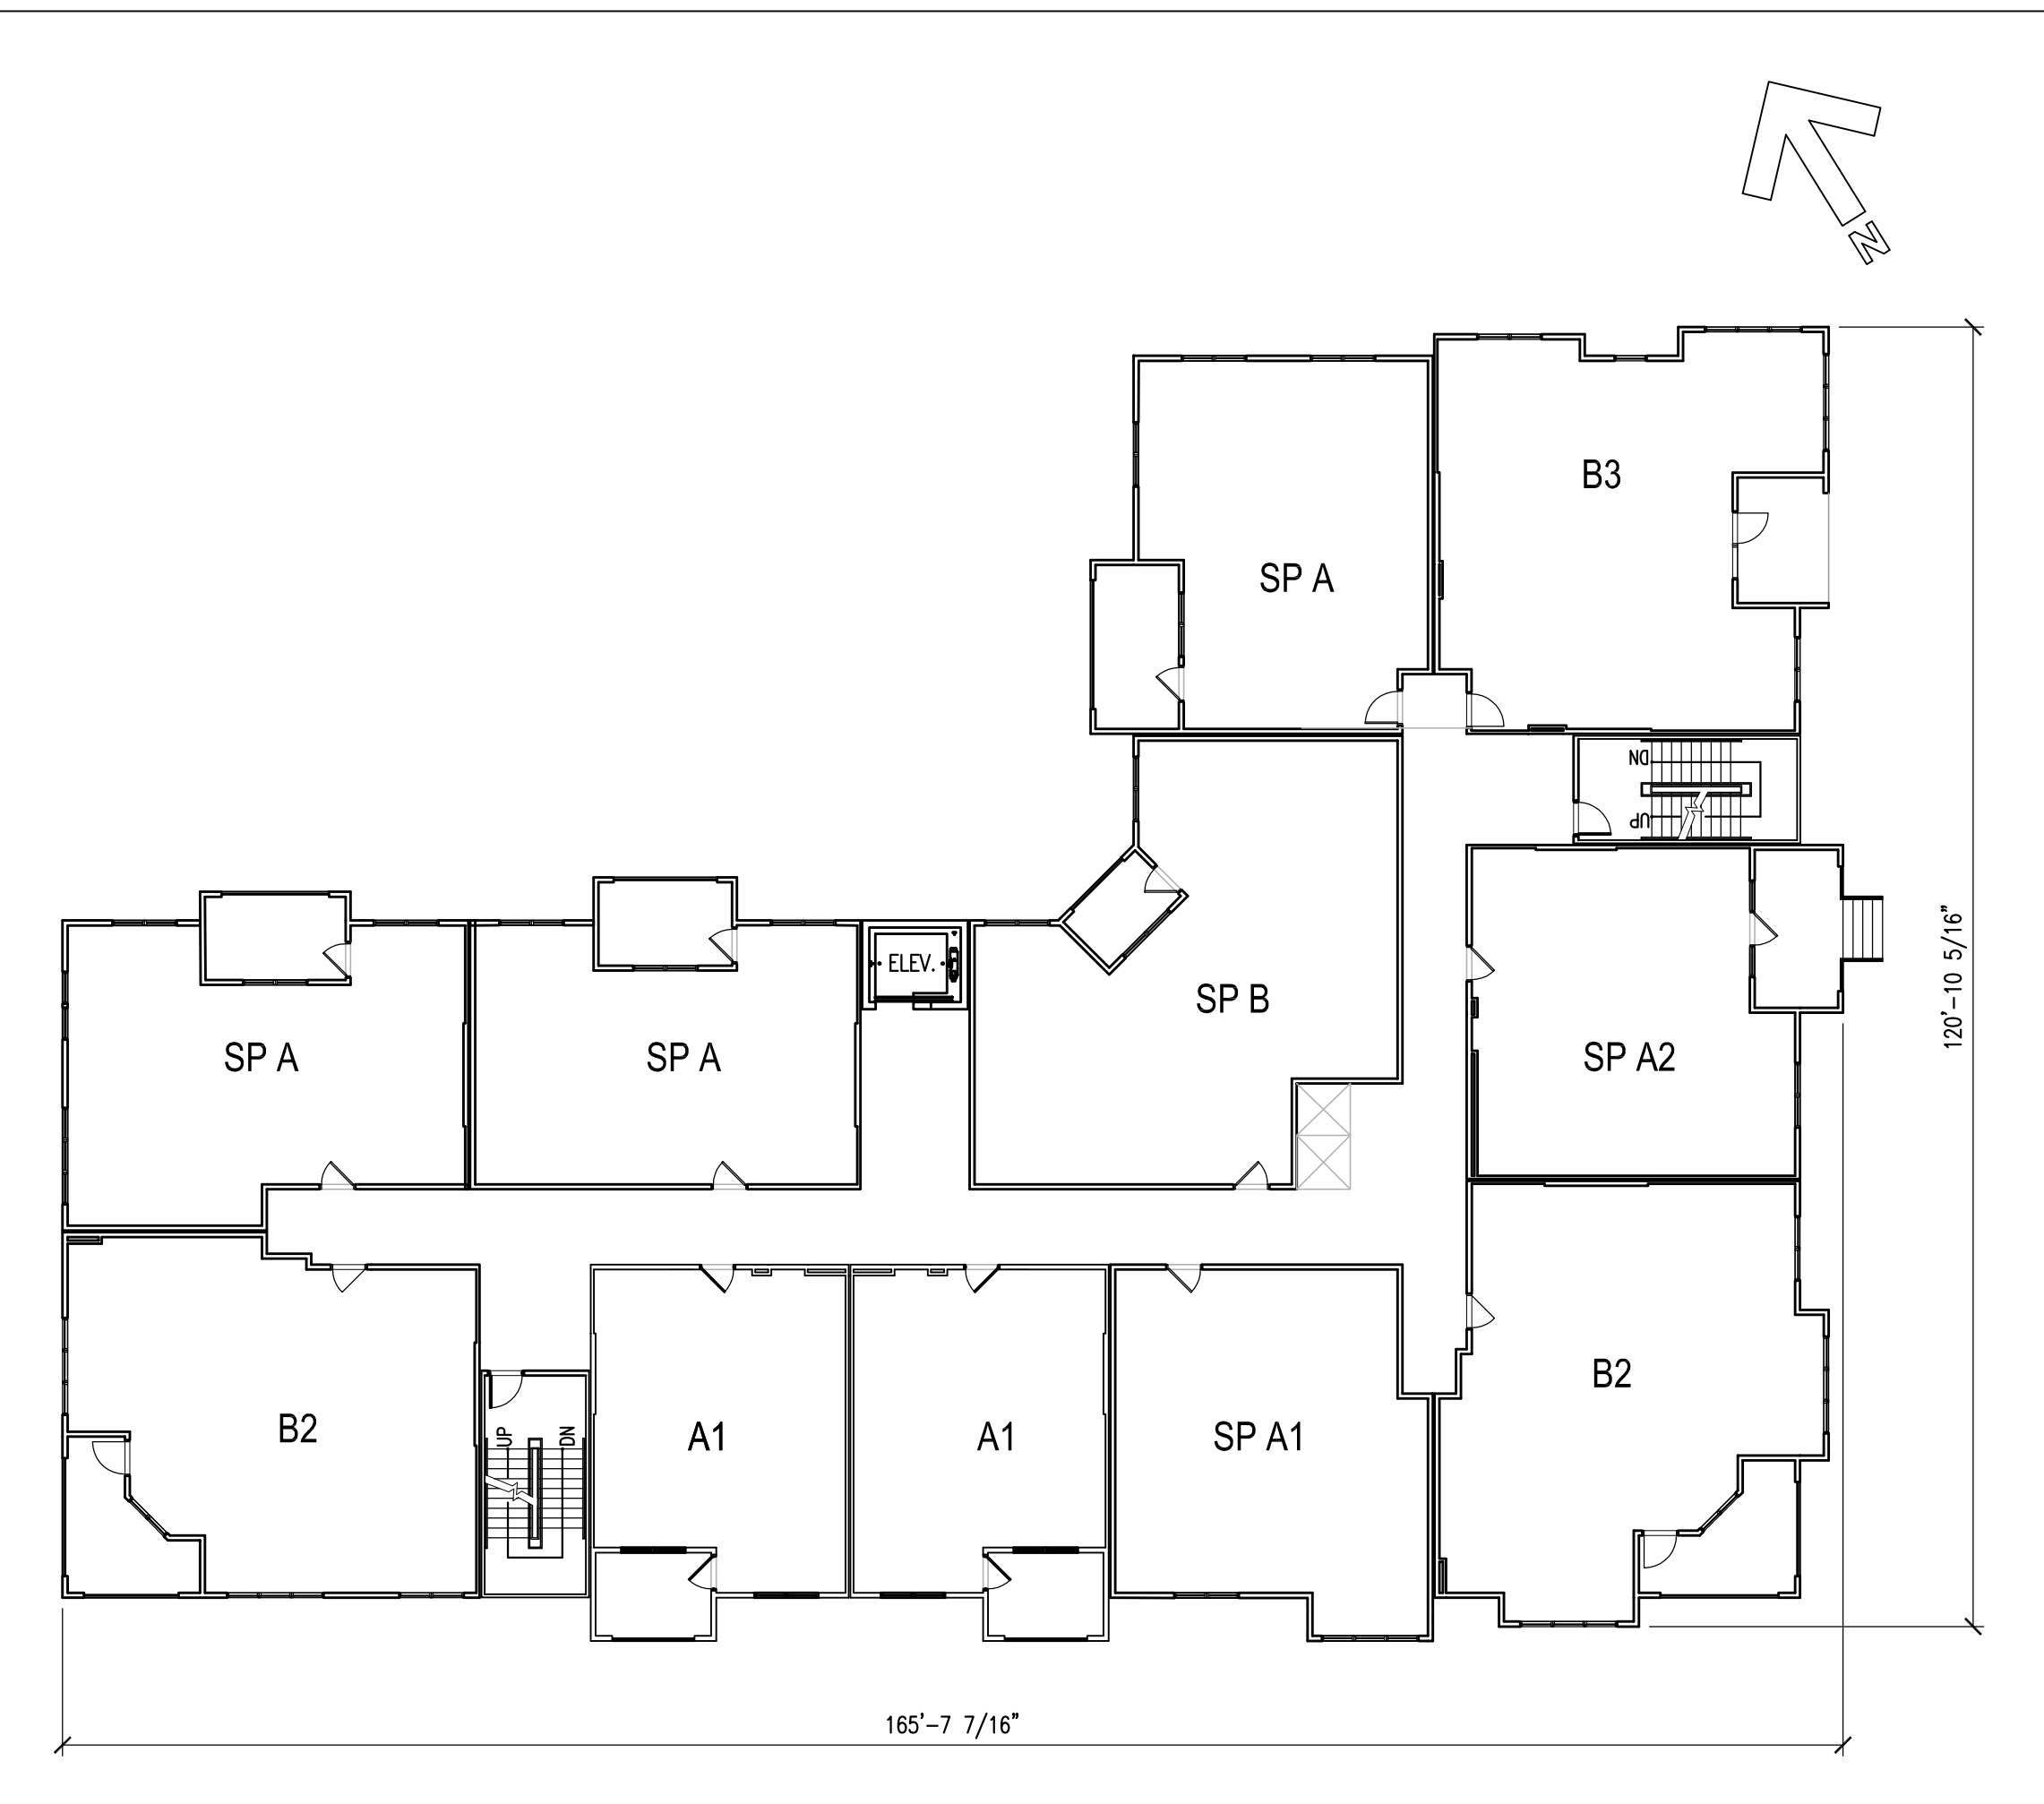 N
B3
SP A
DN
UP
ELEV.
SP B
120'-10 5/16"
SP A
SP A
SP A2
B2
B2
UP
DN
A1
A1
SP A1
165'-7 7/16"